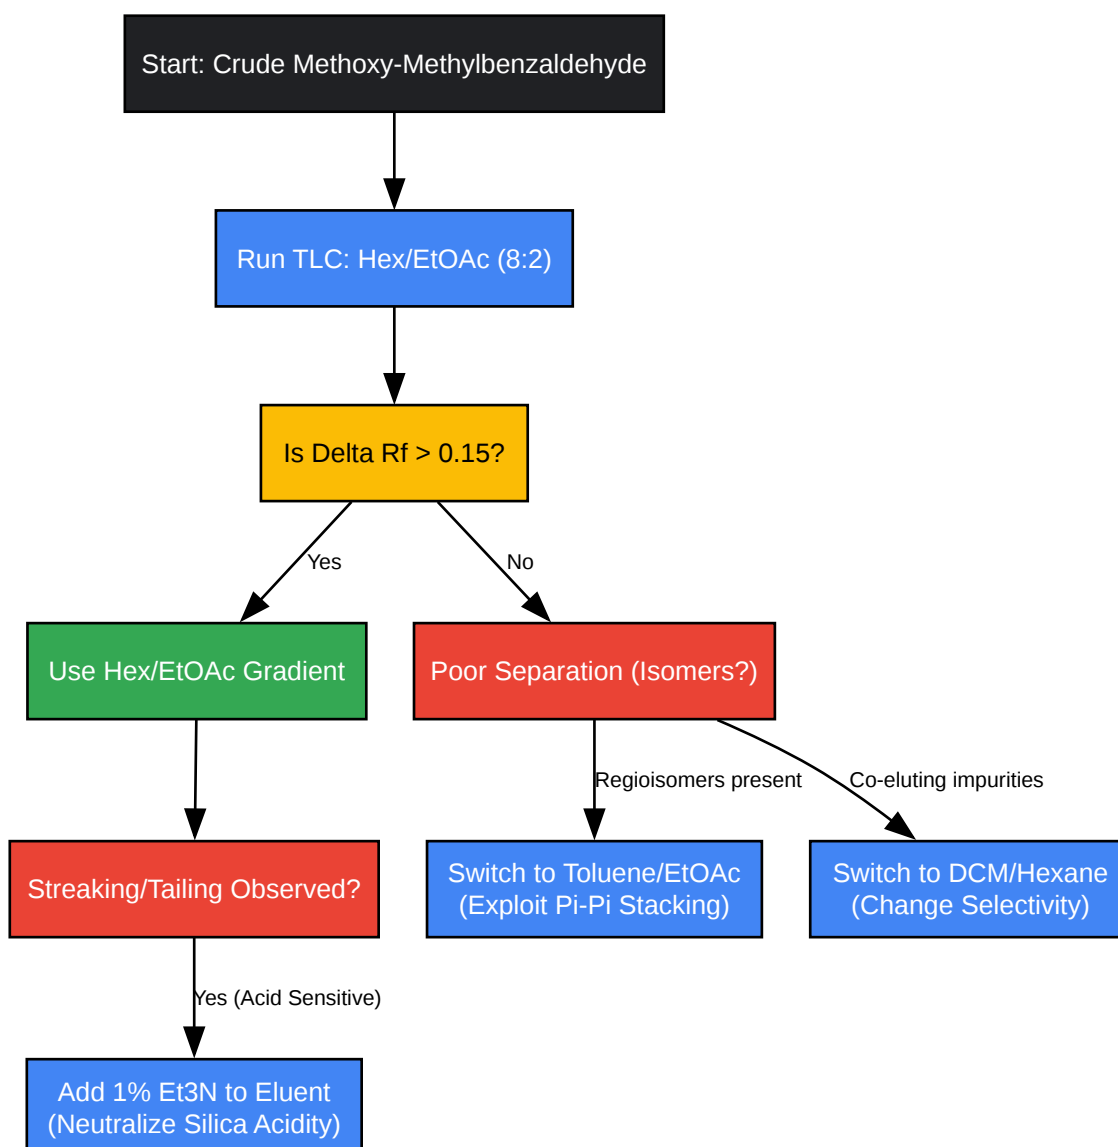 Start: Crude Methoxy-Methylbenzaldehyde
Run TLC: Hex/EtOAc (8:2)
Is Delta Rf > 0.15?
Yes
No
Use Hex/EtOAc Gradient
Poor Separation (Isomers?)
Regioisomers present
Co-eluting impurities
Streaking/Tailing Observed?
Switch to Toluene/EtOAc
(Exploit Pi-Pi Stacking)
Switch to DCM/Hexane
(Change Selectivity)
Yes (Acid Sensitive)
Add 1% Et3N to Eluent
(Neutralize Silica Acidity)